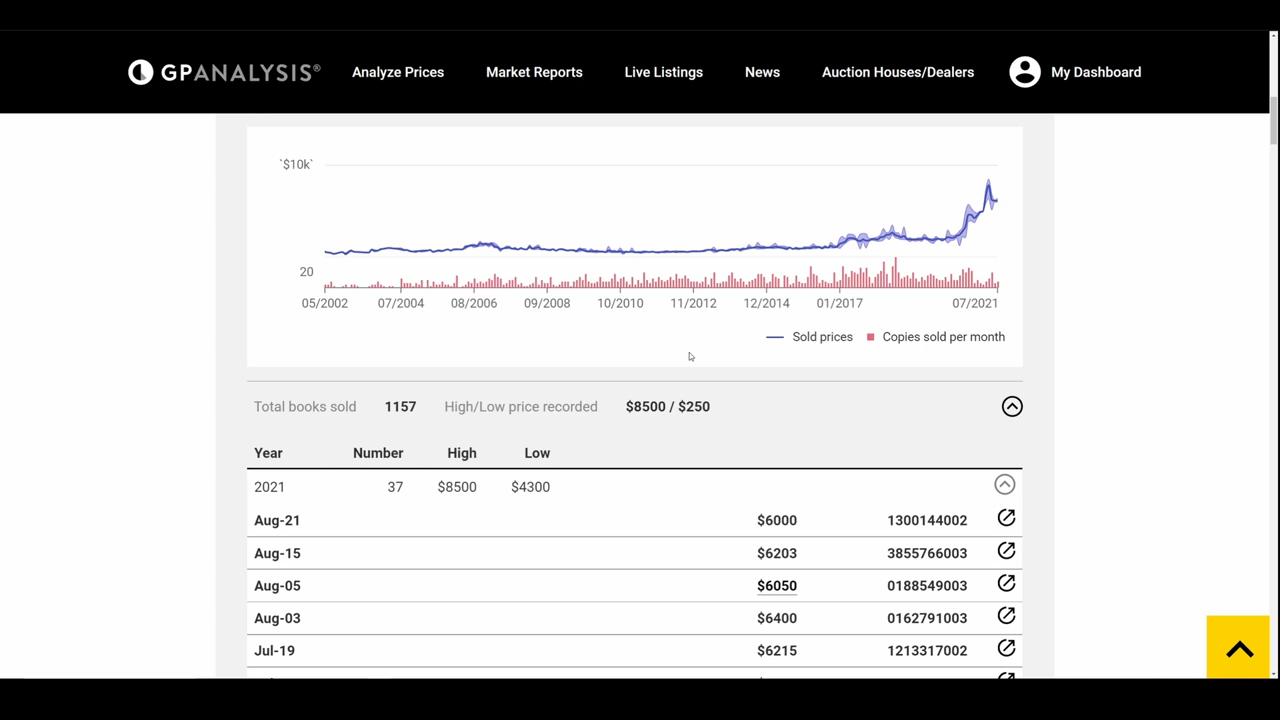 GPANALYSIS® Analyze Prices Market Reports Live Listings News Auction Houses/Dealers My Dashboard
`$10k`
20
05/2002 07/2004 08/2006 09/2008 10/2010 11/2012 12/2014 01/2017 07/2021
Sold prices Copies sold per month
Total books sold 1157 High/Low price recorded $8500 / $250
Year Number High Low
2021 37 $8500 $4300
Aug-21 $6000 1300144002
Aug-15 $6203 3855766003
Aug-05 $6050 0188549003
Aug-03 $6400 0162791003
Jul-19 $6215 1213317002